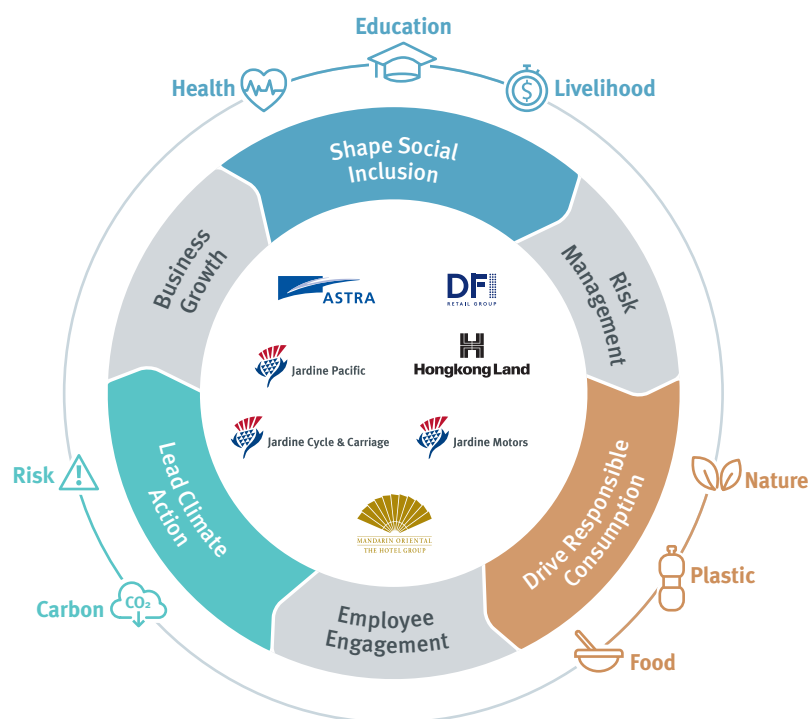 Education
Health
Livelihood
$
Shape Social
Inclusion
Business
Growth
Risk
Management
ASTRA
DFI
RETAIL GROUP
Jardine Pacific
Hongkong Land
Jardine Cycle & Carriage
Jardine Motors
MANDARIN ORIENTAL
THE HOTEL GROUP
Lead Climate
Action
Drive Responsible
Consumption
Employee
Engagement
Risk
!
Carbon
CO₂
Nature
Plastic
Food